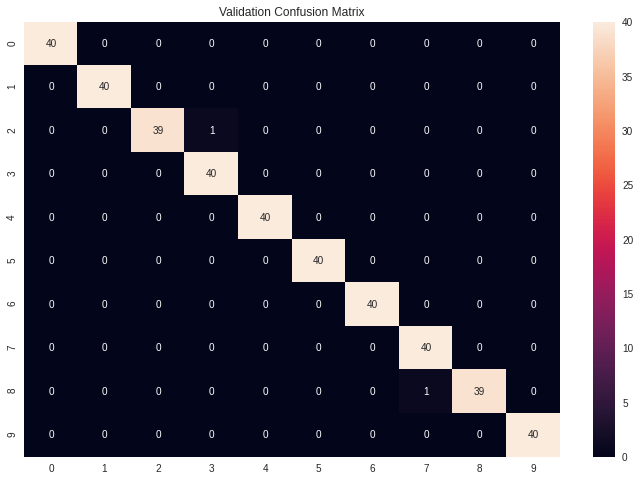 Validation Confusion Matrix
0 40 0 0 0 0 0 0 0 0 0
1 0 40 0 0 0 0 0 0 0 0
2 0 0 39 1 0 0 0 0 0 0
3 0 0 0 40 0 0 0 0 0 0
4 0 0 0 0 40 0 0 0 0 0
5 0 0 0 0 0 40 0 0 0 0
6 0 0 0 0 0 0 40 0 0 0
7 0 0 0 0 0 0 0 40 0 0
8 0 0 0 0 0 0 0 1 39 0
9 0 0 0 0 0 0 0 0 0 40
0 1 2 3 4 5 6 7 8 9
40
35
30
25
20
15
10
5
0